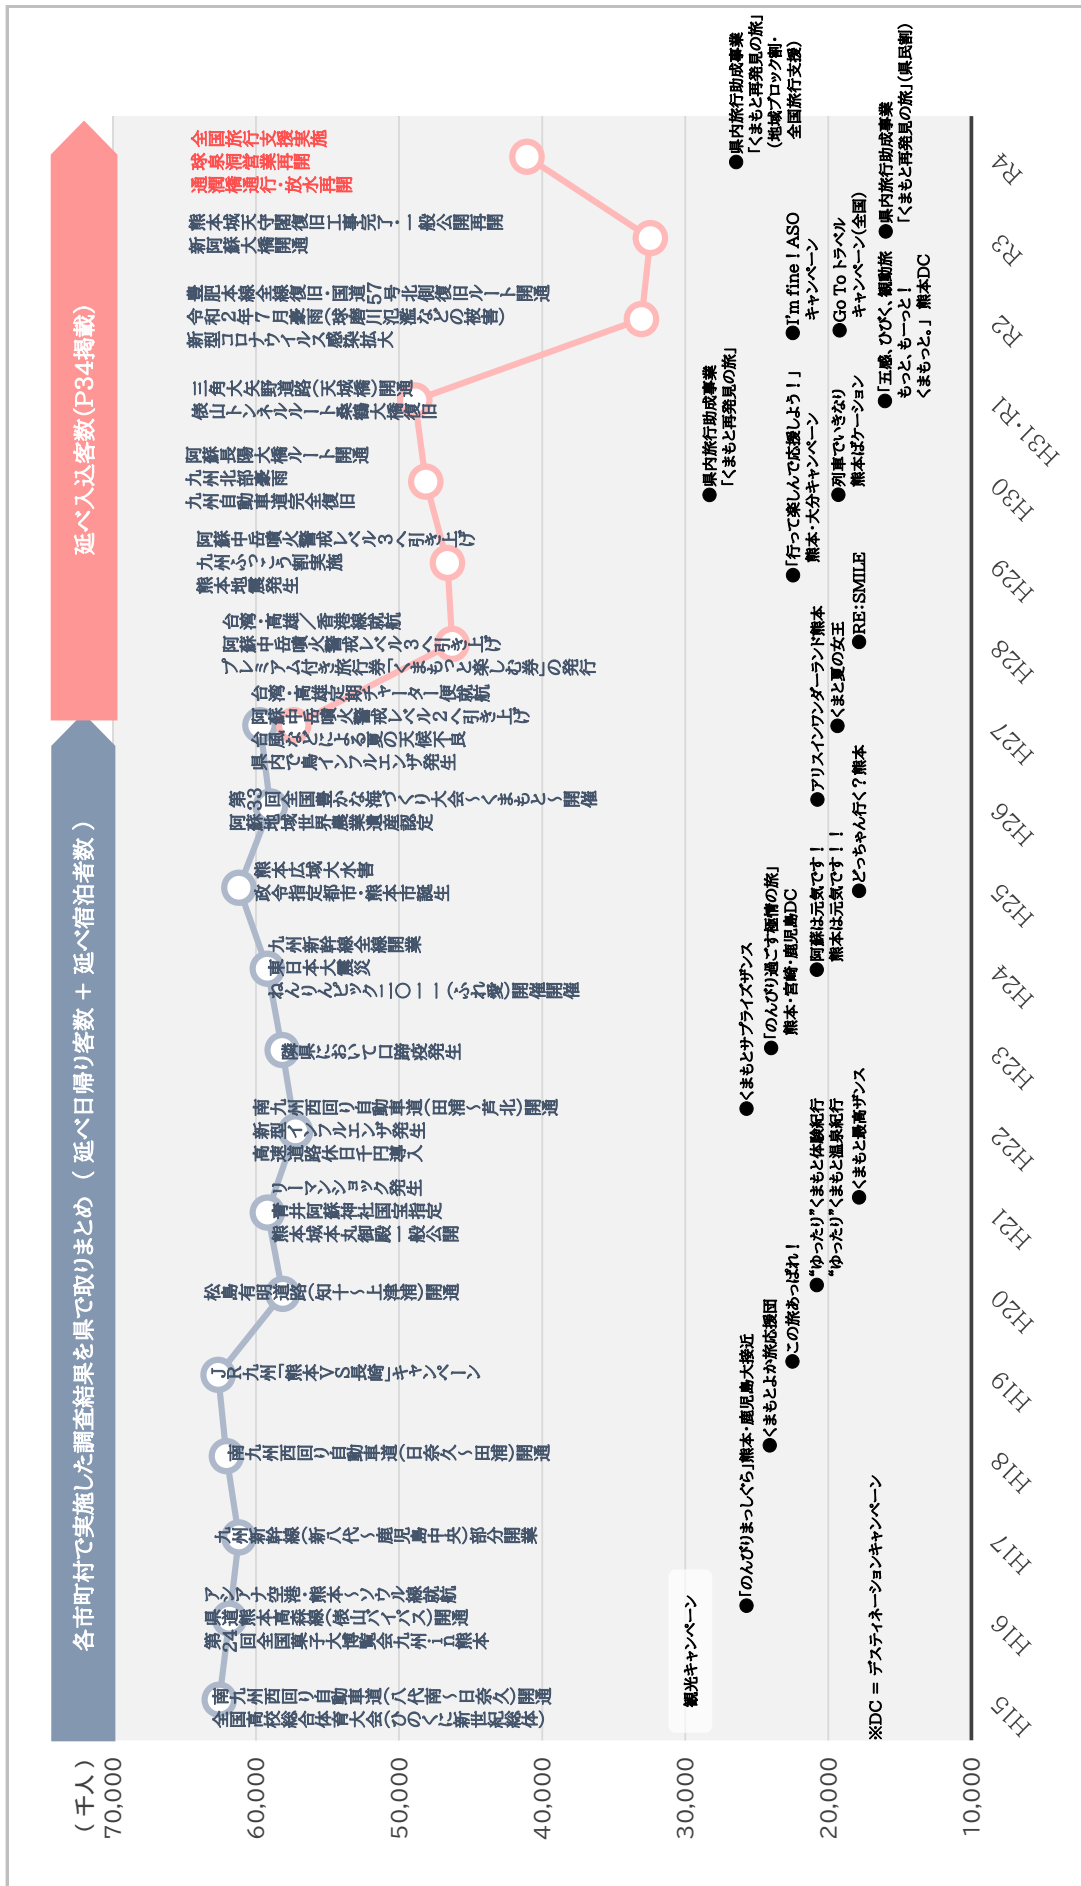 各市町村で実施した調査結果を県で取りまとめ ( 延べ日帰り客数 + 延べ宿泊者数 )
延べ入込客数(P34掲載)
(千人)
70,000
60,000
50,000
40,000
30,000
20,000
10,000
南九州西回り自動車道(八代南~日奈久)開通
全国高校総合体育大会(ひのくに新世紀総体)
アシアナ空港・熊本~ソウル線就航
県道熊本高森線(俵山バイパス)開通
第24回全国菓子大博覧会九州 in 熊本
九州新幹線(新八代~鹿児島中央)部分開業
南九州西回り自動車道(日奈久~田浦)開通
JR九州「熊本VS長崎」キャンペーン
松島有明道路(知十~上津浦)開通
リーマンショック発生
青井阿蘇神社国宝指定
熊本城本丸御殿一般公開
南九州西回り自動車道(田浦~芦北)開通
新型インフルエンザ発生
高速道路休日千円導入
隣県において口蹄疫発生
九州新幹線全線開業
東日本大震災
ねんりんピック二〇一一(ふれ愛)開催開催
熊本広域大水害
政令指定都市・熊本市誕生
第33回全国豊かな海づくり大会~くまもと~開催
阿蘇地域世界農業遺産認定
台湾・高雄定期チャーター便就航
阿蘇中岳噴火警戒レベル2へ引き上げ
台風などによる夏の天候不良
県内で鳥インフルエンザ発生
台湾・高雄/香港線就航
阿蘇中岳噴火警戒レベル3へ引き上げ
プレミアム付き旅行券「くまもっと楽しむ券」の発行
阿蘇中岳噴火警戒レベル3へ引き上げ
九州ふっこう割実施
熊本地震発生
阿蘇長陽大橋ルート開通
九州北部豪雨
九州自動車道完全復旧
三角大矢野道路(天城橋)開通
俵山トンネルルート桑鶴大橋復旧
豊肥本線全線復旧・国道57号北側復旧ルート開通
令和2年7月豪雨(球磨川氾濫などの被害)
新型コロナウイルス感染拡大
熊本城天守閣復旧工事完了・一般公開再開
新阿蘇大橋開通
全国旅行支援実施
球泉洞営業再開
通潤橋通行・放水再開
観光キャンペーン
●「のんびりまっしぐら」熊本・鹿児島大接近
●くまもとよか旅応援団
●この旅あっぱれ!
●“ゆったり”くまもと体験紀行
“ゆったり”くまもと温泉紀行
●くまもと最高ザンス
●くまもとサプライズザンス
●「のんびり過ごす極情の旅」
熊本・宮崎・鹿児島DC
●阿蘇は元気です!
熊本は元気です!!
●どっちゃん行く?熊本
●アリスインワンダーランド熊本
●くまと夏の女王
●RE:SMILE
●「行って楽しんで応援しよう!」
熊本・大分キャンペーン
●県内旅行助成事業
「くまもと再発見の旅」
●列車でいきなり
熊本ばケーション
●I'm fine! ASO
キャンペーン
●Go To トラベル
キャンペーン(全国)
●「五感、ひびく、観動旅
もっと、もーっと!
くまもっと。」 熊本DC
●県内旅行助成事業
「くまもと再発見の旅」
(地域ブロック割・
全国旅行支援)
●県内旅行助成事業
「くまもと再発見の旅」(県民割)
※DC = デスティネーションキャンペーン
H15
H16
H17
H18
H19
H20
H21
H22
H23
H24
H25
H26
H27
H28
H29
H30
H31・R1
R2
R3
R4